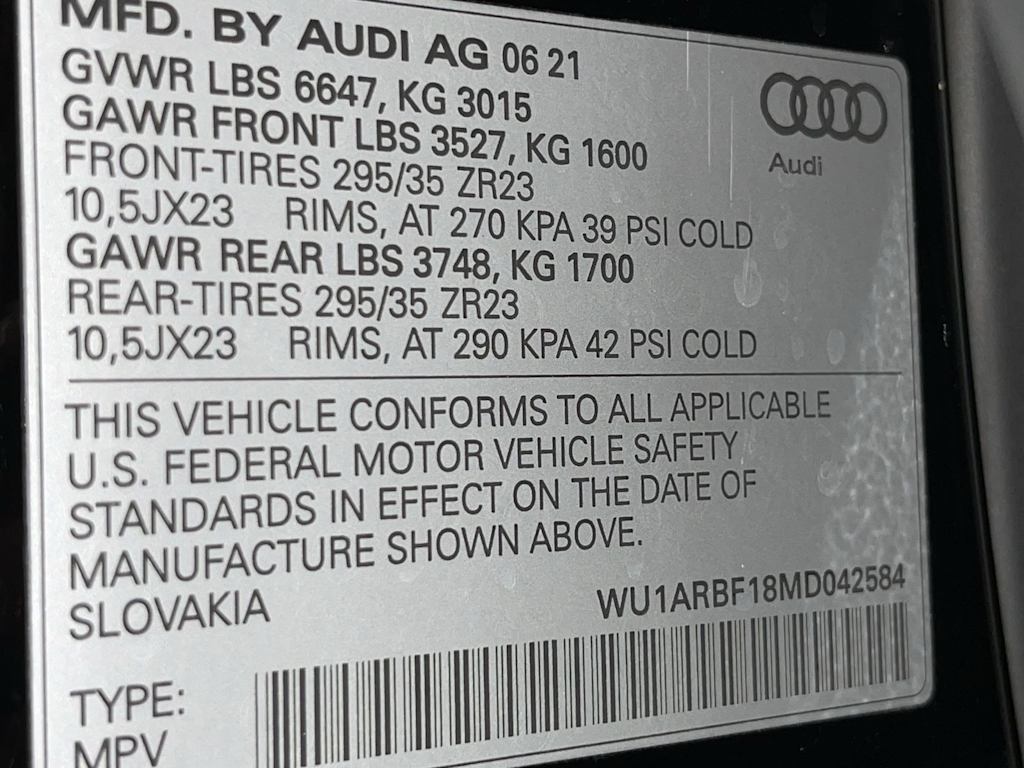 MFD. BY AUDI AG 06 21
GVWR LBS 6647, KG 3015
GAWR FRONT LBS 3527, KG 1600
FRONT-TIRES 295/35 ZR23
10,5JX23 RIMS, AT 270 KPA 39 PSI COLD
GAWR REAR LBS 3748, KG 1700
REAR-TIRES 295/35 ZR23
10,5JX23 RIMS, AT 290 KPA 42 PSI COLD
Audi
THIS VEHICLE CONFORMS TO ALL APPLICABLE
U.S. FEDERAL MOTOR VEHICLE SAFETY
STANDARDS IN EFFECT ON THE DATE OF
MANUFACTURE SHOWN ABOVE.
SLOVAKIA WU1ARBF18MD042584
TYPE:
MPV